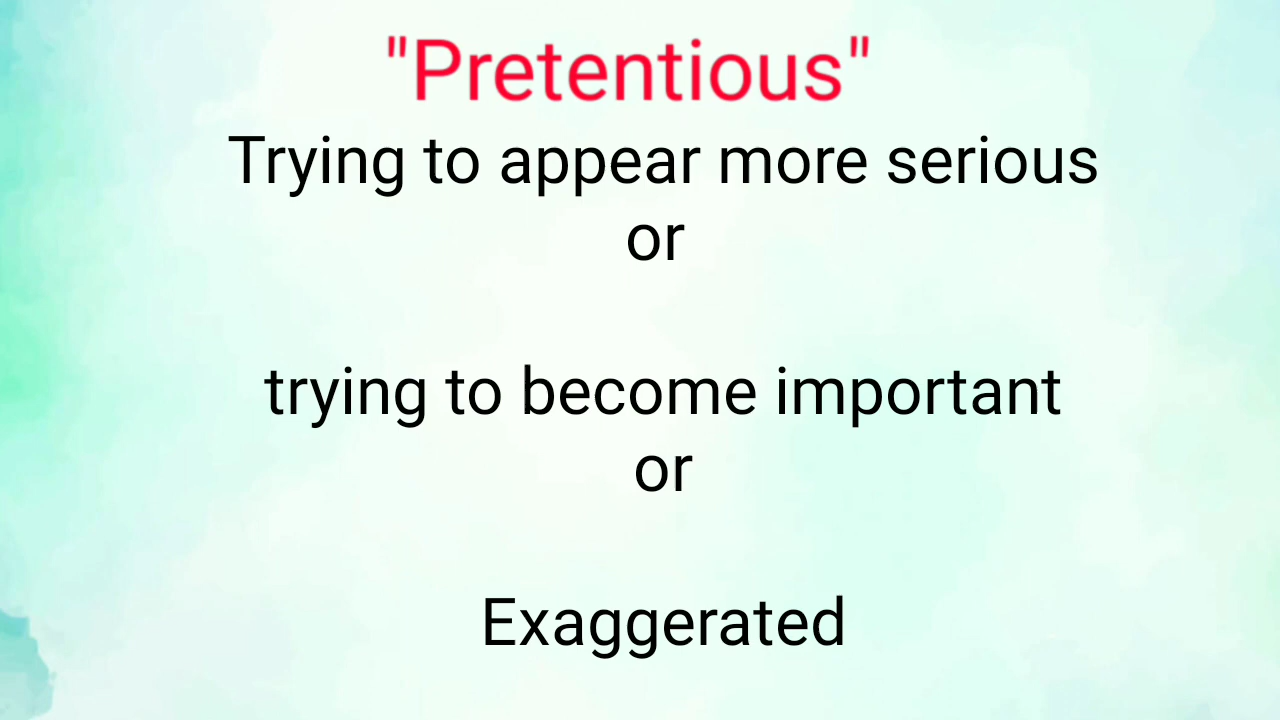 "Pretentious"
Trying to appear more serious
or
trying to become important
or
Exaggerated